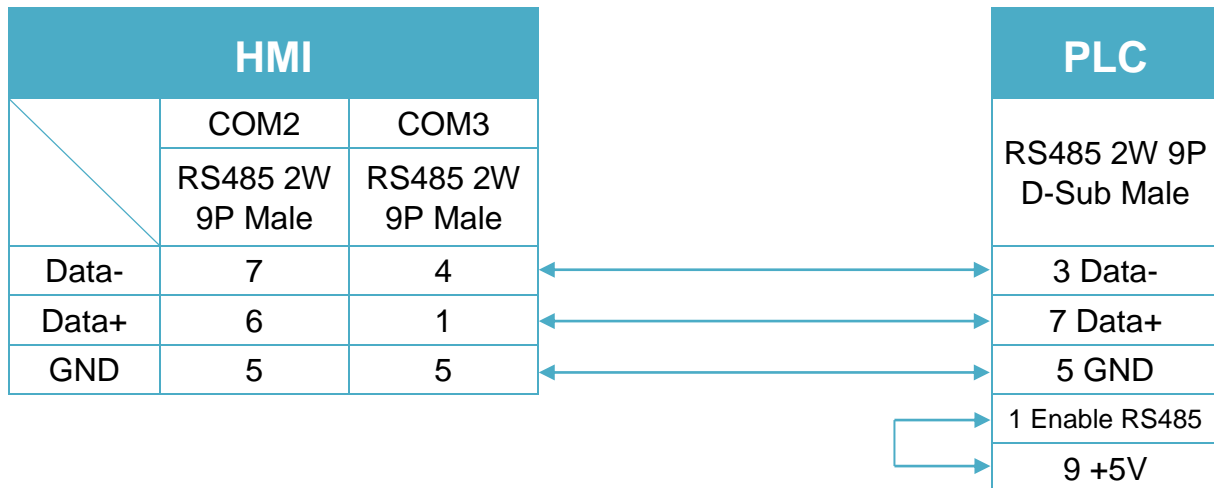 HMI
PLC
COM2 COM3
RS485 2W RS485 2W
9P Male 9P Male
RS485 2W 9P
D-Sub Male
Data- 7 4 3 Data-
Data+ 6 1 7 Data+
GND 5 5 5 GND
1 Enable RS485
9 +5V